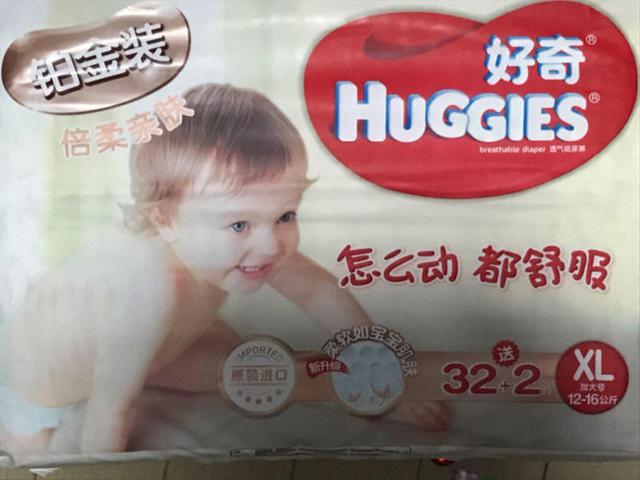 铂金装
倍柔亲肤
好奇®
HUGGIES®
breathable diaper 透气纸尿裤
怎么动 都舒服
IMPORTED
原装进口
柔软如宝宝肌肤
新升级
送
32+2
XL
加大号
12-16公斤